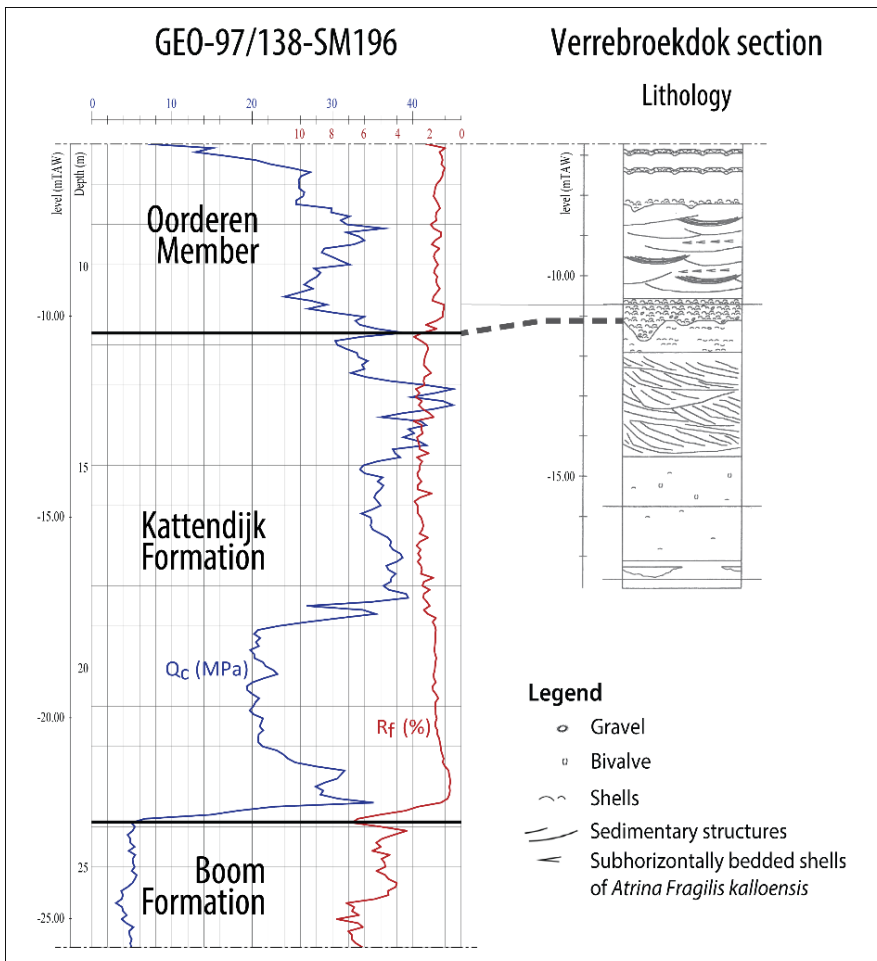 GEO-97/138-SM196
Verrebroekdok section
Lithology
0 10 20 30 40
10 8 6 4 2 0
level (mTAW)
Depth (m)
level (mTAW)
Oorderen
Member
10
-10.00
-10.00
15
-15.00
-15.00
Kattendijk
Formation
Qc (MPa)
20
-20.00
Rf (%)
Boom
Formation
25
-25.00
Legend
Gravel
Bivalve
Shells
Sedimentary structures
Subhorizontally bedded shells
of Atrina Fragilis kalloensis